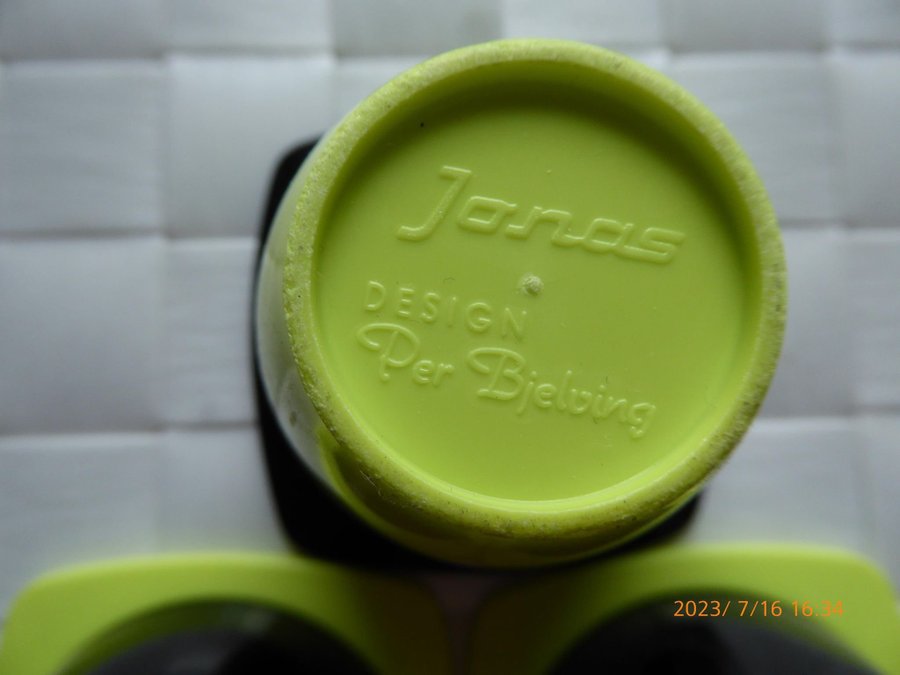 Jonas
DESIGN
Per Bjelving
2023/ 7/16 16:34